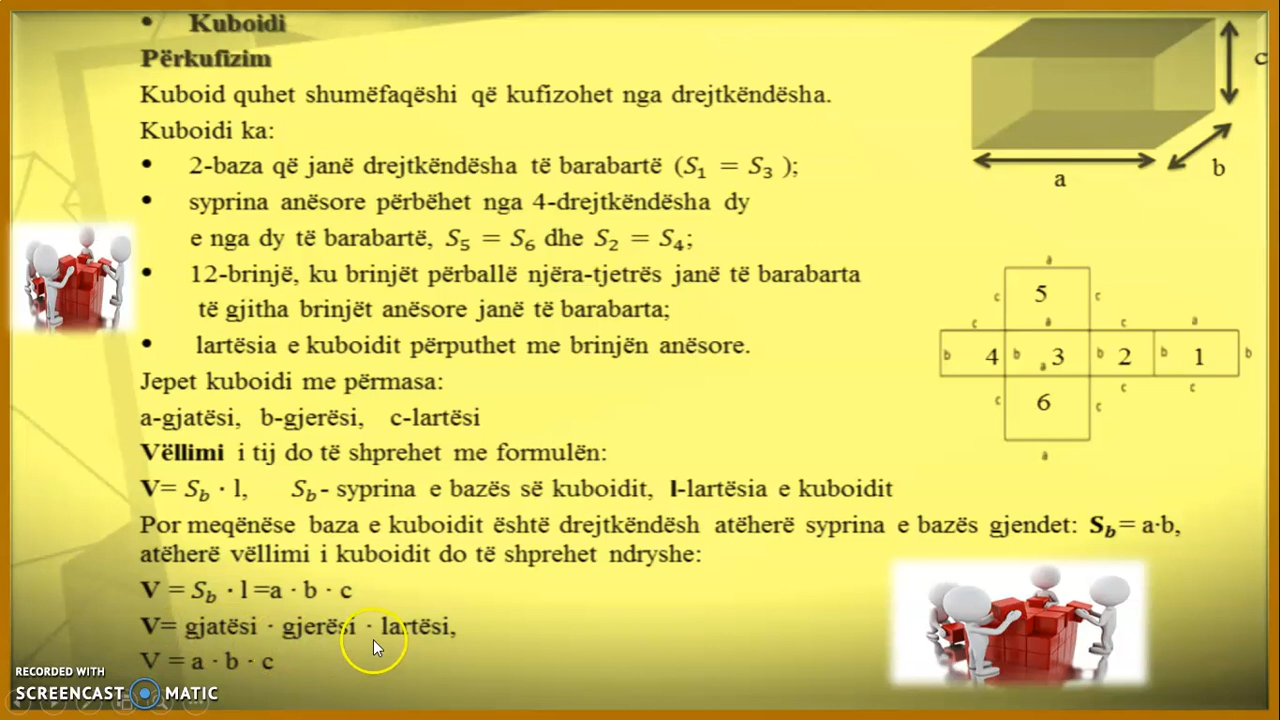 • Kuboidi
Përkufizim
Kuboid quhet shumëfaqëshi që kufizohet nga drejtkëndësha.
Kuboidi ka:
• 2-baza që janë drejtkëndësha të barabartë (S₁ = S₃ );
• syprina anësore përbëhet nga 4-drejtkëndësha dy
e nga dy të barabartë, S₅ = S₆ dhe S₂ = S₄;
• 12-brinjë, ku brinjët përballë njëra-tjetrës janë të barabarta
të gjitha brinjët anësore janë të barabarta;
• lartësia e kuboidit përputhet me brinjën anësore.
Jepet kuboidi me përmasa:
a-gjatësi, b-gjerësi, c-lartësi
Vëllimi i tij do të shprehet me formulën:
V= S_b · l, S_b - syprina e bazës së kuboidit, l-lartësia e kuboidit
Por meqënëse baza e kuboidit është drejtkëndësh atëherë syprina e bazës gjendet: S_b = a·b,
atëherë vëllimi i kuboidit do të shprehet ndryshe:
V = S_b · l =a · b · c
V= gjatësi · gjerësi · lartësi,
V = a · b · c
c
b
a
a
c 5 c
c a c a
b 4 b 3 b 2 b 1 b
a c c
c 6 c
a
RECORDED WITH
SCREENCAST MATIC